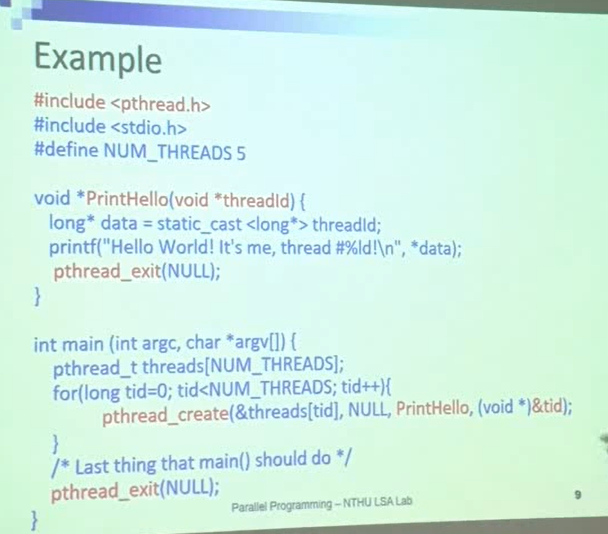 Example
#include <pthread.h>
#include <stdio.h>
#define NUM_THREADS 5
void *PrintHello(void *threadId) {
long* data = static_cast <long*> threadId;
printf("Hello World! It's me, thread #%ld!\n", *data);
pthread_exit(NULL);
}
int main (int argc, char *argv[]) {
pthread_t threads[NUM_THREADS];
for(long tid=0; tid<NUM_THREADS; tid++){
pthread_create(&threads[tid], NULL, PrintHello, (void *)&tid);
}
/* Last thing that main() should do */
pthread_exit(NULL);
}
Parallel Programming – NTHU LSA Lab
9